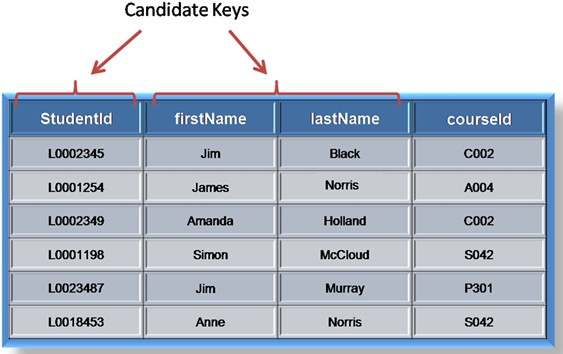 Candidate Keys
StudentId firstName lastName courseId
L0002345 Jim Black C002
L0001254 James Norris A004
L0002349 Amanda Holland C002
L0001198 Simon McCloud S042
L0023487 Jim Murray P301
L0018453 Anne Norris S042